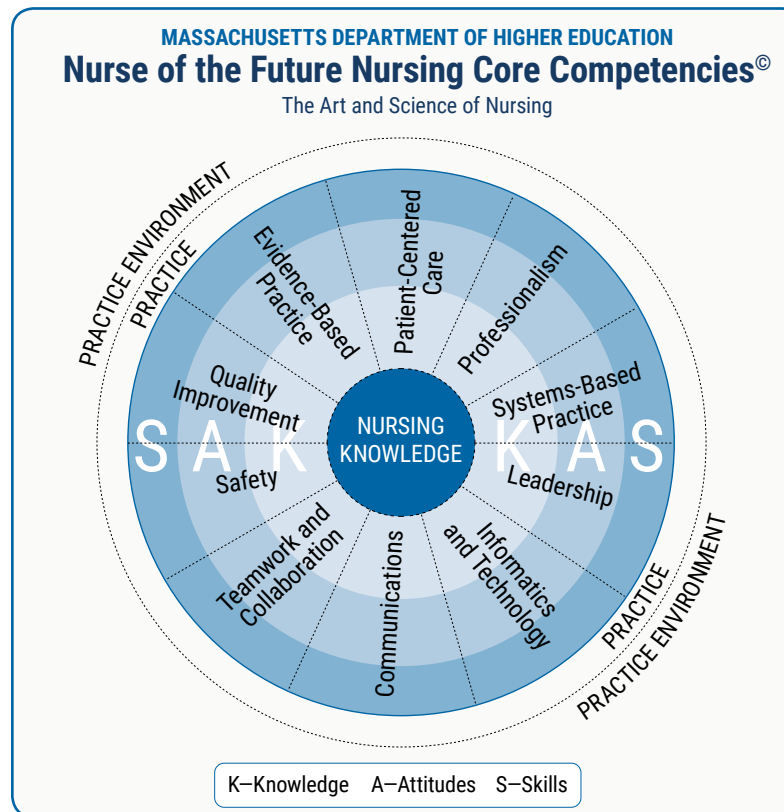 MASSACHUSETTS DEPARTMENT OF HIGHER EDUCATION
Nurse of the Future Nursing Core Competencies©
The Art and Science of Nursing
PRACTICE ENVIRONMENT
PRACTICE
Evidence-Based
Practice
Patient-Centered
Care
Professionalism
Quality
Improvement
Systems-Based
Practice
S A K
NURSING
KNOWLEDGE
K A S
Safety
Leadership
Teamwork and
Collaboration
Communications
Informatics
and Technology
PRACTICE
PRACTICE ENVIRONMENT
K–Knowledge A–Attitudes S–Skills